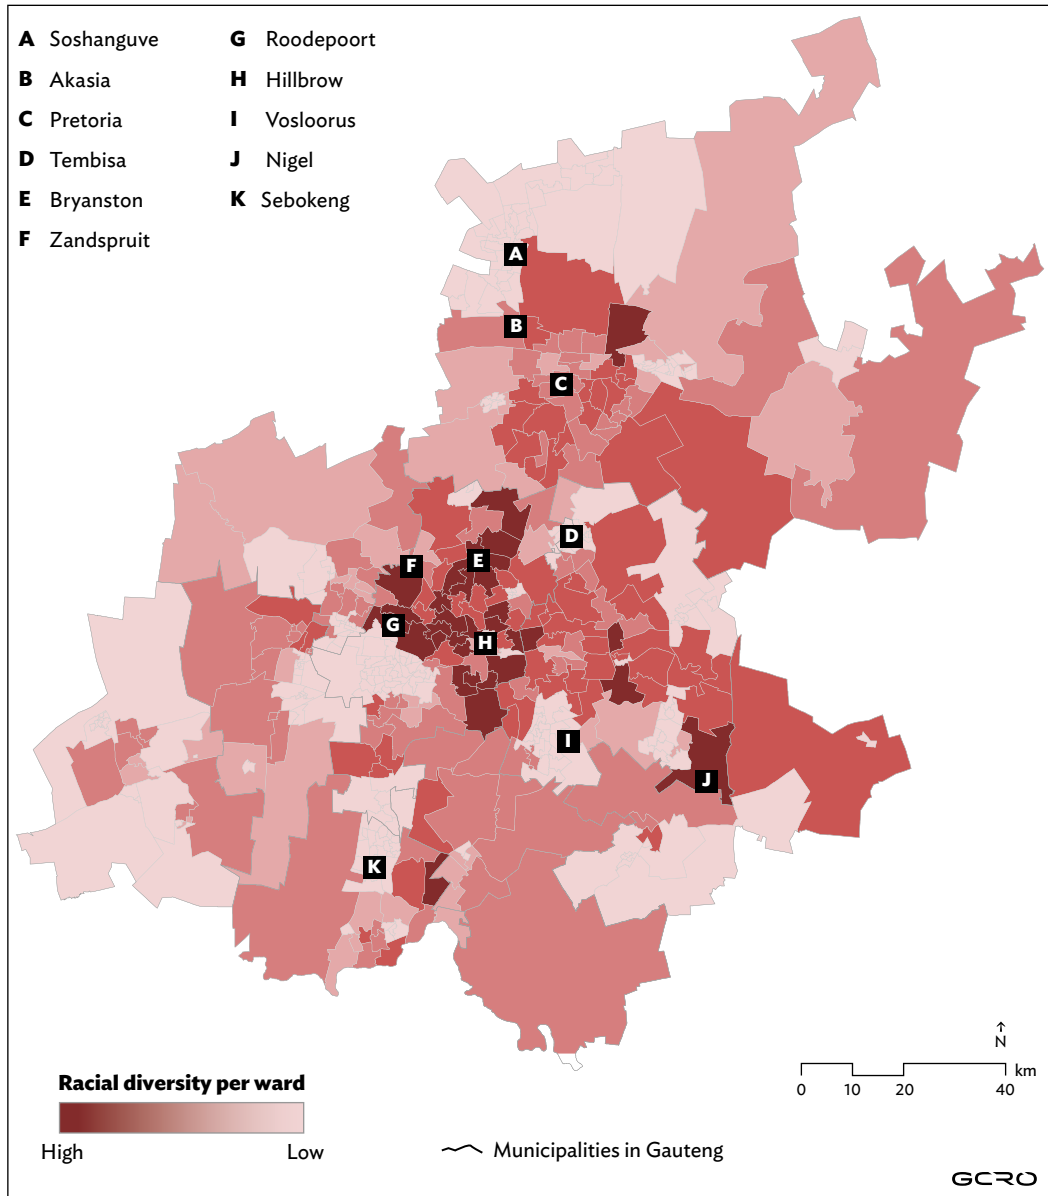 A Soshanguve
B Akasia
C Pretoria
D Tembisa
E Bryanston
F Zandspruit
G Roodepoort
H Hillbrow
I Vosloorus
J Nigel
K Sebokeng
A
B
C
D
E
F
G
H
I
J
K
N
km
0 10 20 40
Racial diversity per ward
High Low
Municipalities in Gauteng
GCRO